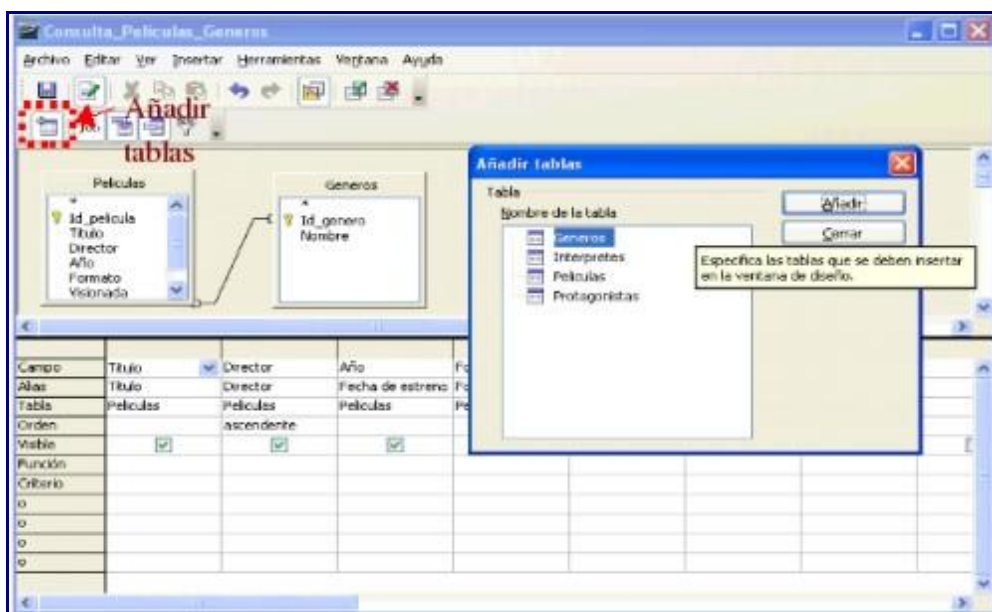 Consulta_Peliculas_Generos
Archivo Editar Ver Insertar Herramientas Ventana Ayuda
Añadir
tablas
Peliculas
*
Id_pelicula
Titulo
Director
Año
Formato
Visionada
Generos
*
Id_genero
Nombre
Añadir tablas
Tabla
Nombre de la tabla
Generos
Interpretes
Peliculas
Protagonistas
Añadir
Cerrar
Especifica las tablas que se deben insertar
en la ventana de diseño.
Campo Titulo Director Año Fo
Alias Titulo Director Fecha de estreno Fo
Tabla Peliculas Peliculas Peliculas Pe
Orden ascendente
Visible
Función
Criterio
o
o
o
o